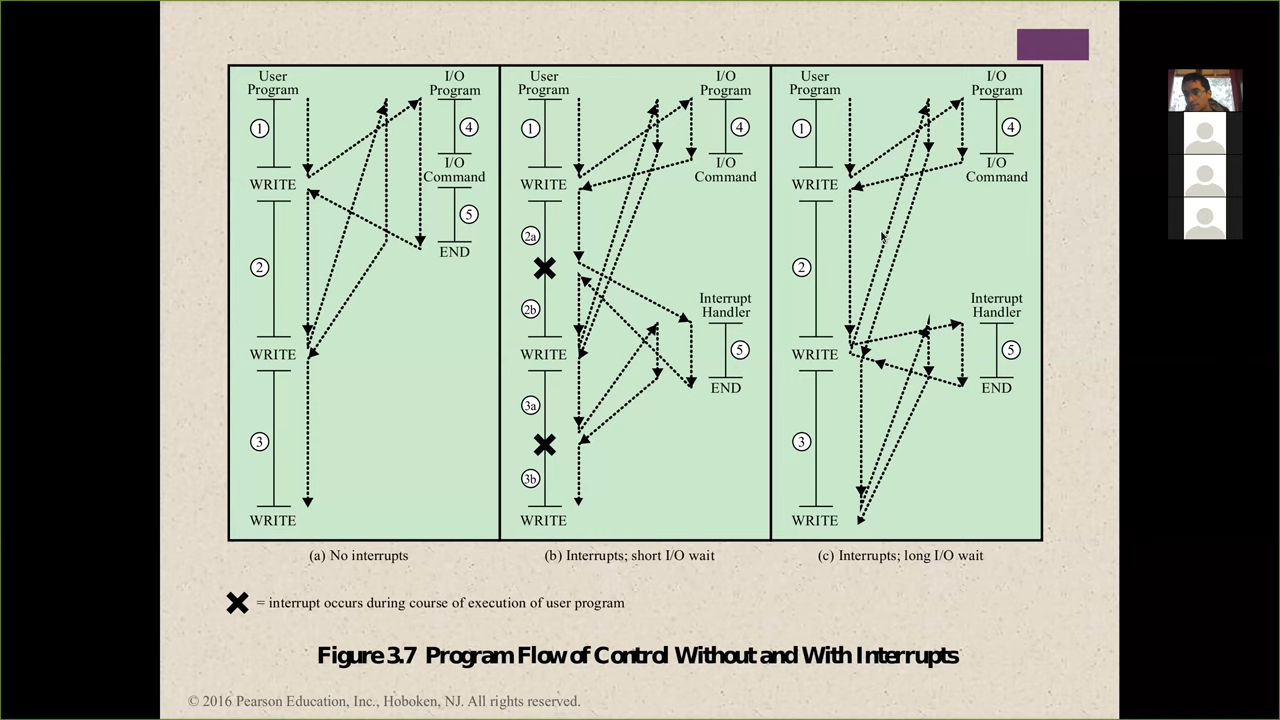 User
Program
I/O
Program
1
4
WRITE
I/O
Command
5
END
2
WRITE
3
WRITE
User
Program
I/O
Program
1
4
WRITE
I/O
Command
2a
2b
Interrupt
Handler
WRITE
5
END
3a
3b
WRITE
User
Program
I/O
Program
1
4
WRITE
I/O
Command
2
Interrupt
Handler
WRITE
5
END
3
WRITE
(a) No interrupts
(b) Interrupts; short I/O wait
(c) Interrupts; long I/O wait
= interrupt occurs during course of execution of user program
Figure 3.7 Program Flow of Control Without and With Interrupts
© 2016 Pearson Education, Inc., Hoboken, NJ. All rights reserved.